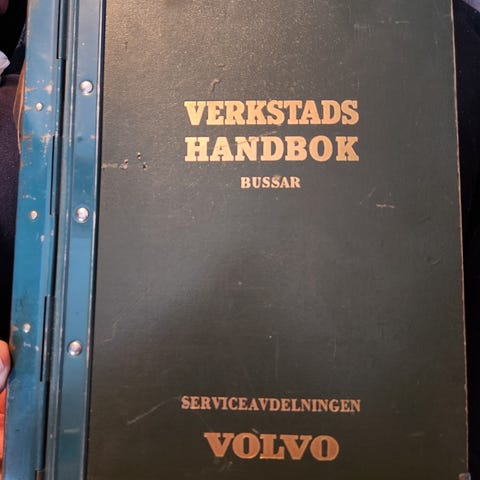 VERKSTADS
HANDBOK
BUSSAR
SERVICEAVDELNINGEN
VOLVO